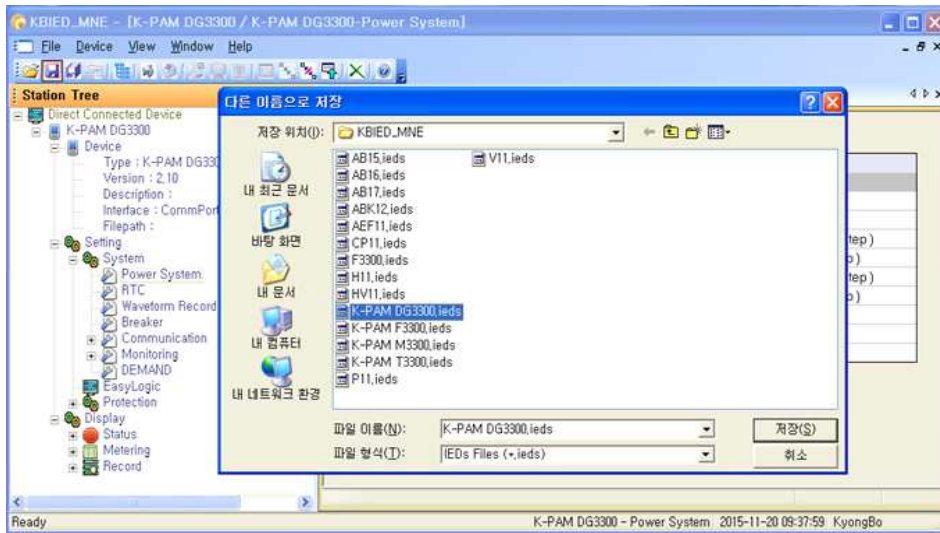 KBIED_MNE - [K-PAM DG3300 / K-PAM DG3300-Power System]
File Device View Window Help
Station Tree
Direct Connected Device
K-PAM DG3300
Device
Type : K-PAM DG330
Version : 2,10
Description :
Interface : CommPort
Filepath :
Setting
System
Power System
RTC
Waveform Record
Breaker
Communication
Monitoring
DEMAND
EasyLogic
Protection
Display
Status
Metering
Record
다른 이름으로 저장
저장 위치(I):
KBIED_MNE
내 최근 문서
바탕 화면
내 문서
내 컴퓨터
내 네트워크 환경
AB15,ieds
AB16,ieds
AB17,ieds
ABK12,ieds
AEF11,ieds
CP11,ieds
F3300,ieds
H11,ieds
HV11,ieds
K-PAM DG3300,ieds
K-PAM F3300,ieds
K-PAM M3300,ieds
K-PAM T3300,ieds
P11,ieds
V11,ieds
파일 이름(N):
K-PAM DG3300,ieds
저장(S)
파일 형식(T):
IEDs Files (*,ieds)
취소
tep )
p )
tep )
p )
Ready
K-PAM DG3300 - Power System 2015-11-20 09:37:59 KyongBo